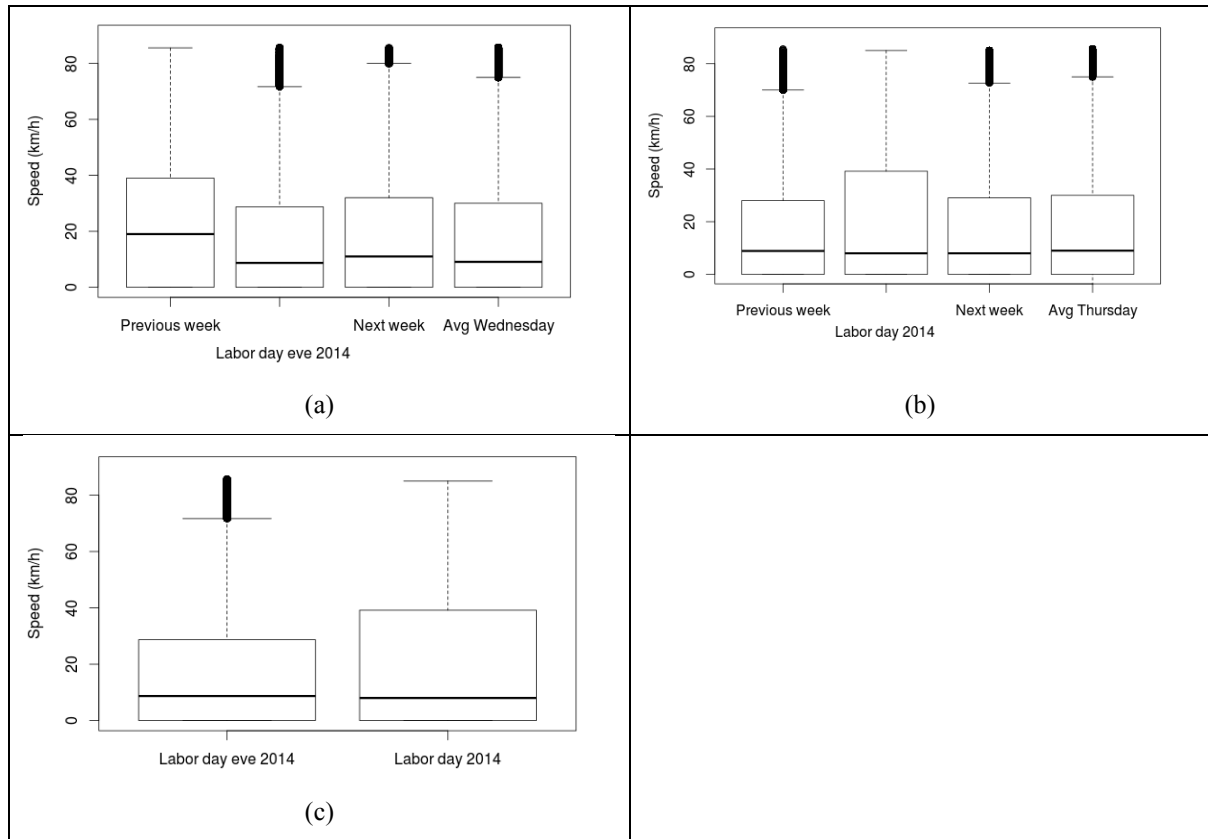 Speed (km/h)
80
60
40
20
0
Previous week Next week Avg Wednesday
Labor day eve 2014
(a)
Speed (km/h)
80
60
40
20
0
Previous week Next week Avg Thursday
Labor day 2014
(b)
Speed (km/h)
80
60
40
20
0
Labor day eve 2014 Labor day 2014
(c)